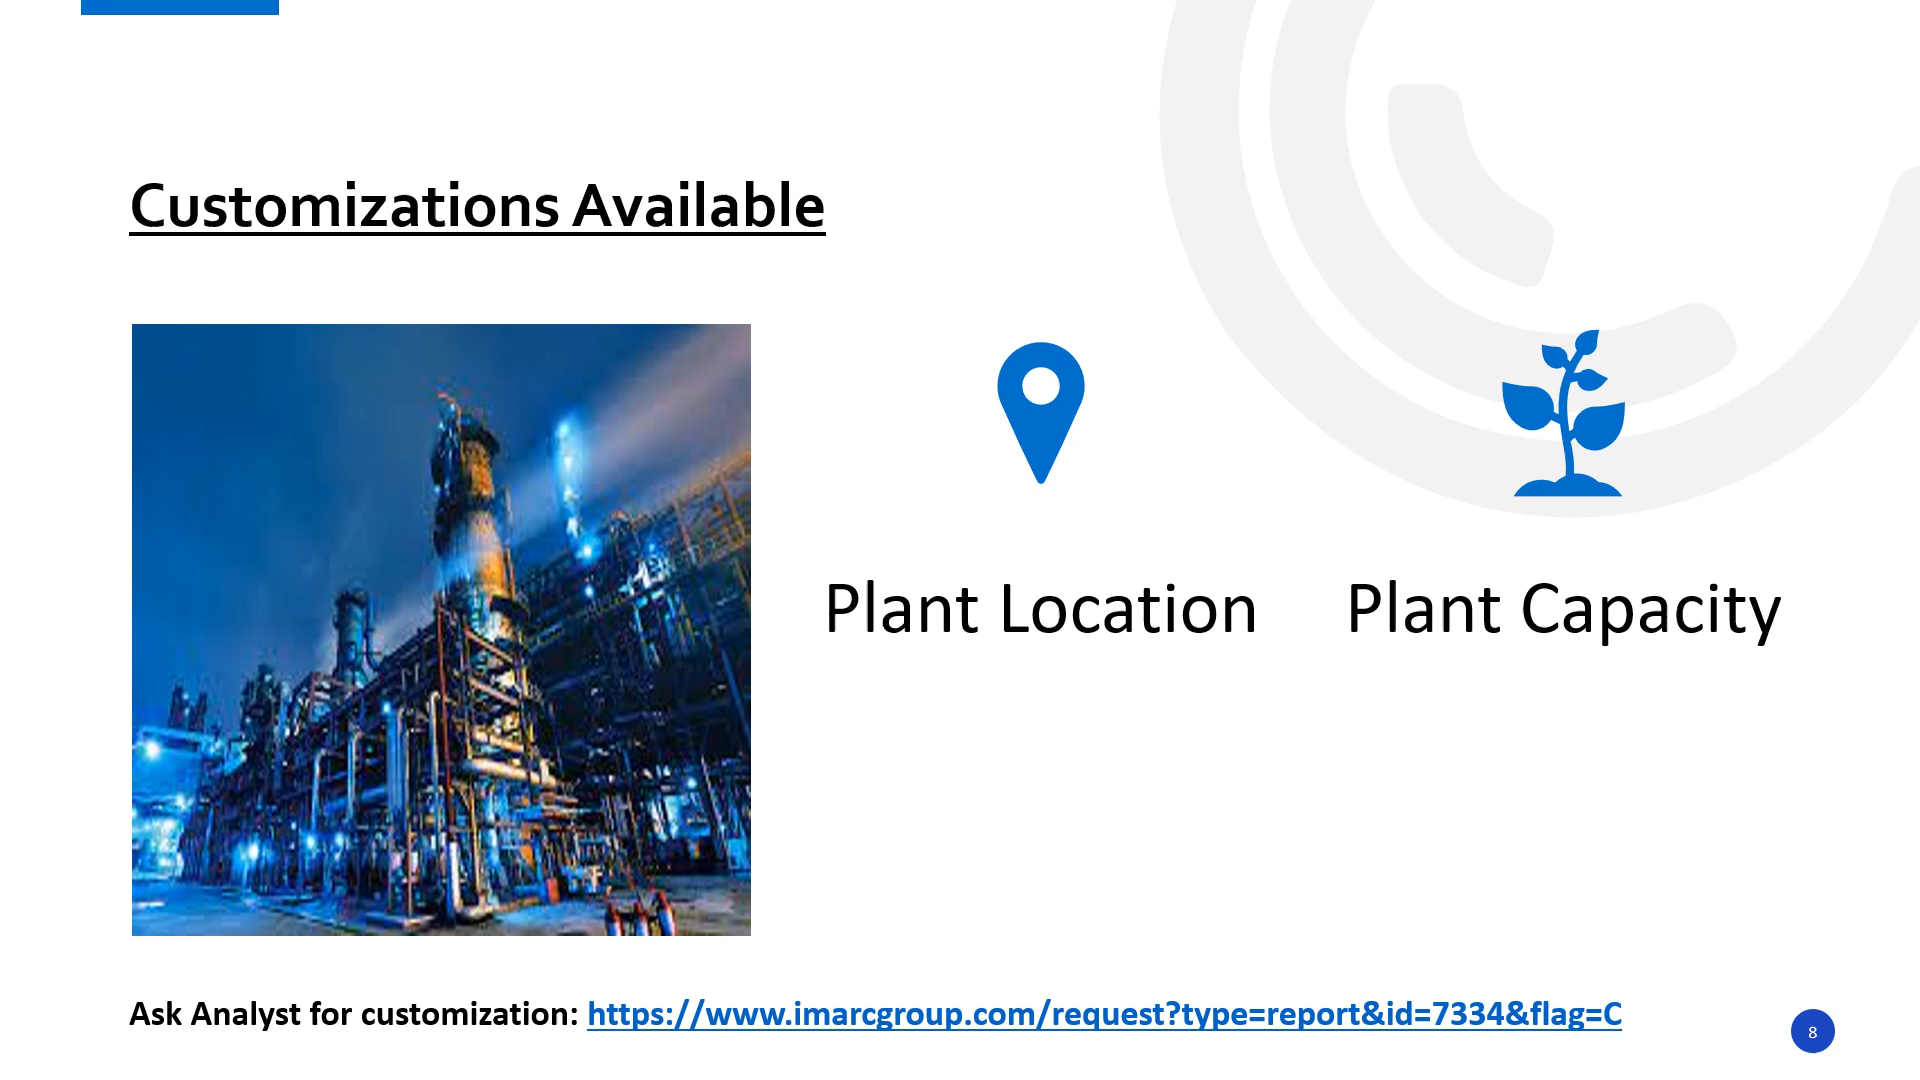 Customizations Available
Plant Location
Plant Capacity
Ask Analyst for customization: https://www.imarcgroup.com/request?type=report&id=7334&flag=C
8